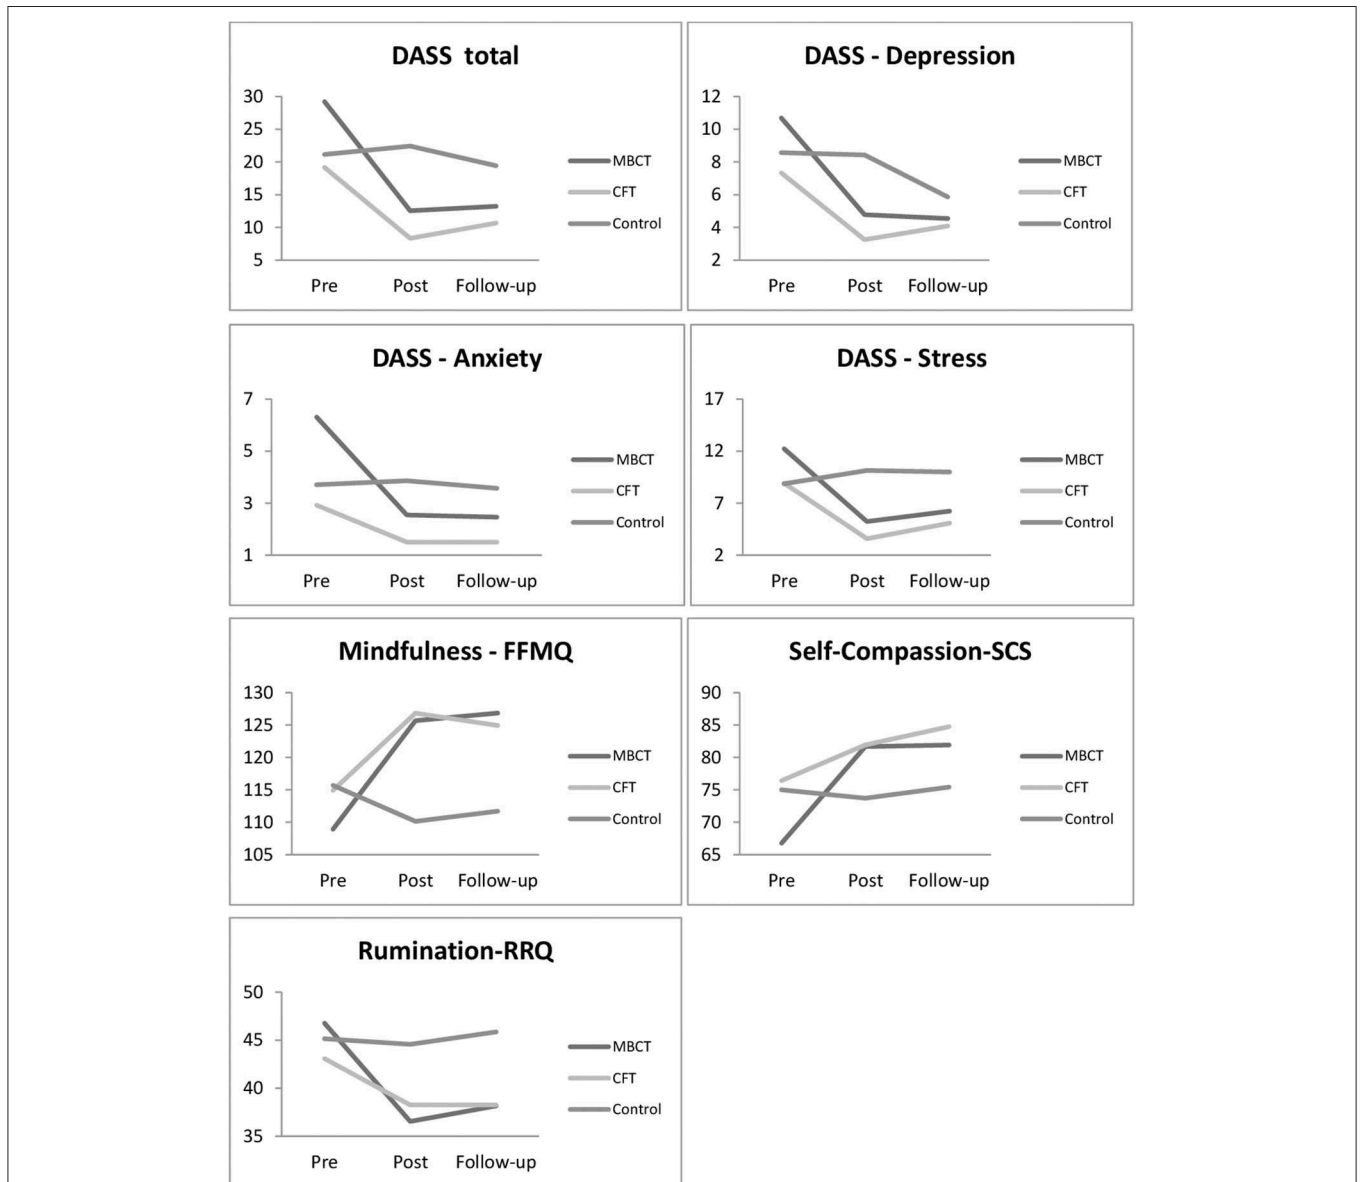 DASS  total
30
25
20
15
10
5
Pre Post Follow-up
MBCT
CFT
Control
DASS - Depression
12
10
8
6
4
2
Pre Post Follow-up
MBCT
CFT
Control
DASS - Anxiety
7
5
3
1
Pre Post Follow-up
MBCT
CFT
Control
DASS - Stress
17
12
7
2
Pre Post Follow-up
MBCT
CFT
Control
Mindfulness - FFMQ
130
125
120
115
110
105
Pre Post Follow-up
MBCT
CFT
Control
Self-Compassion-SCS
90
85
80
75
70
65
Pre Post Follow-up
MBCT
CFT
Control
Rumination-RRQ
50
45
40
35
Pre Post Follow-up
MBCT
CFT
Control